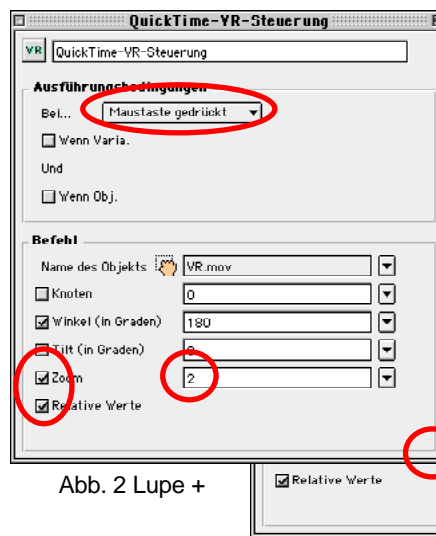 QuickTime-VR-Steuerung
VR QuickTime-VR-Steuerung
Ausführungsbedingungen
Bei... Maustaste gedrückt
Wenn Varia.
Und
Wenn Obj.
Befehl
Name des Objekts VR.mov
Knoten 0
Winkel (in Graden) 180
Tilt (in Graden)
Zoom 2
Relative Werte
Abb. 2 Lupe +
Relative Werte